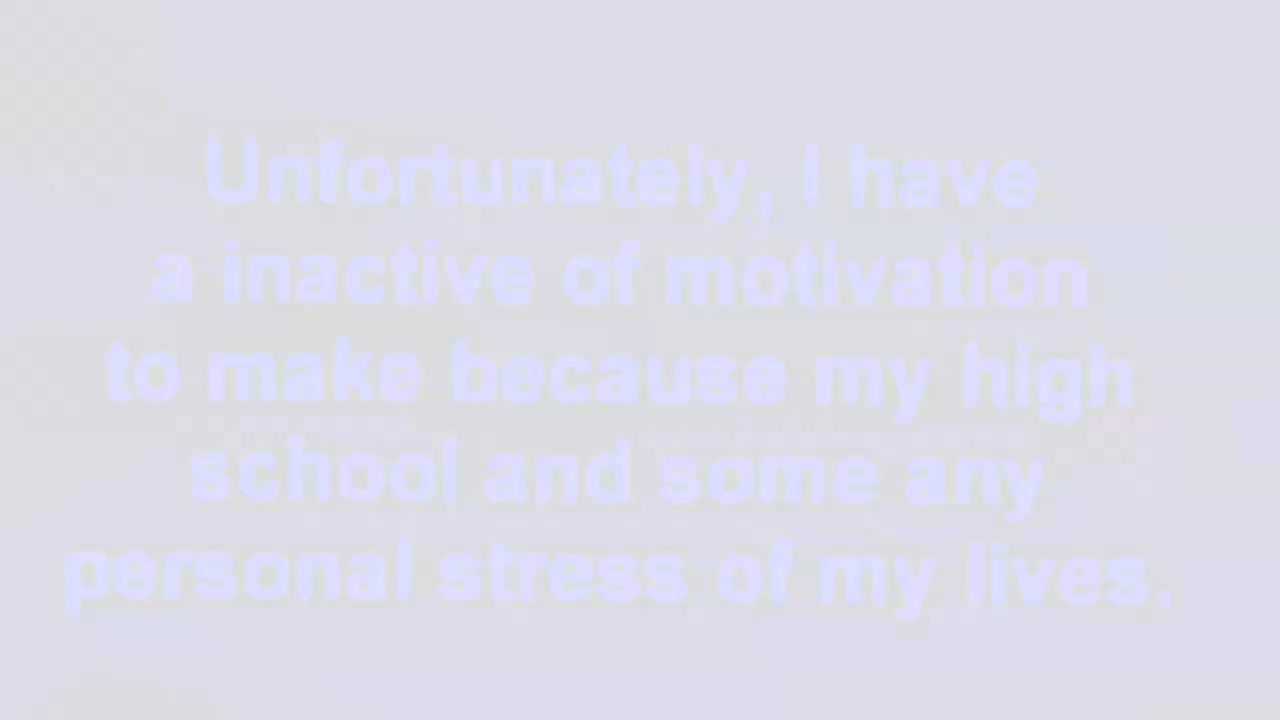 Unfortunately, I have
a inactive of motivation
to make because my high
school and some any
personal stress of my lives.